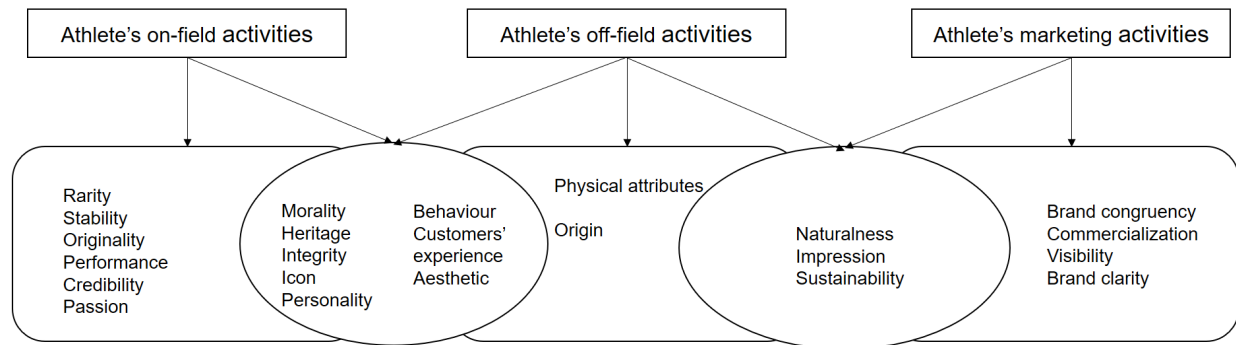 Athlete's on-field activities
Athlete's off-field activities
Athlete's marketing activities
Rarity
Stability
Originality
Performance
Credibility
Passion
Morality
Heritage
Integrity
Icon
Personality
Behaviour
Customers'
experience
Aesthetic
Physical attributes
Origin
Naturalness
Impression
Sustainability
Brand congruency
Commercialization
Visibility
Brand clarity